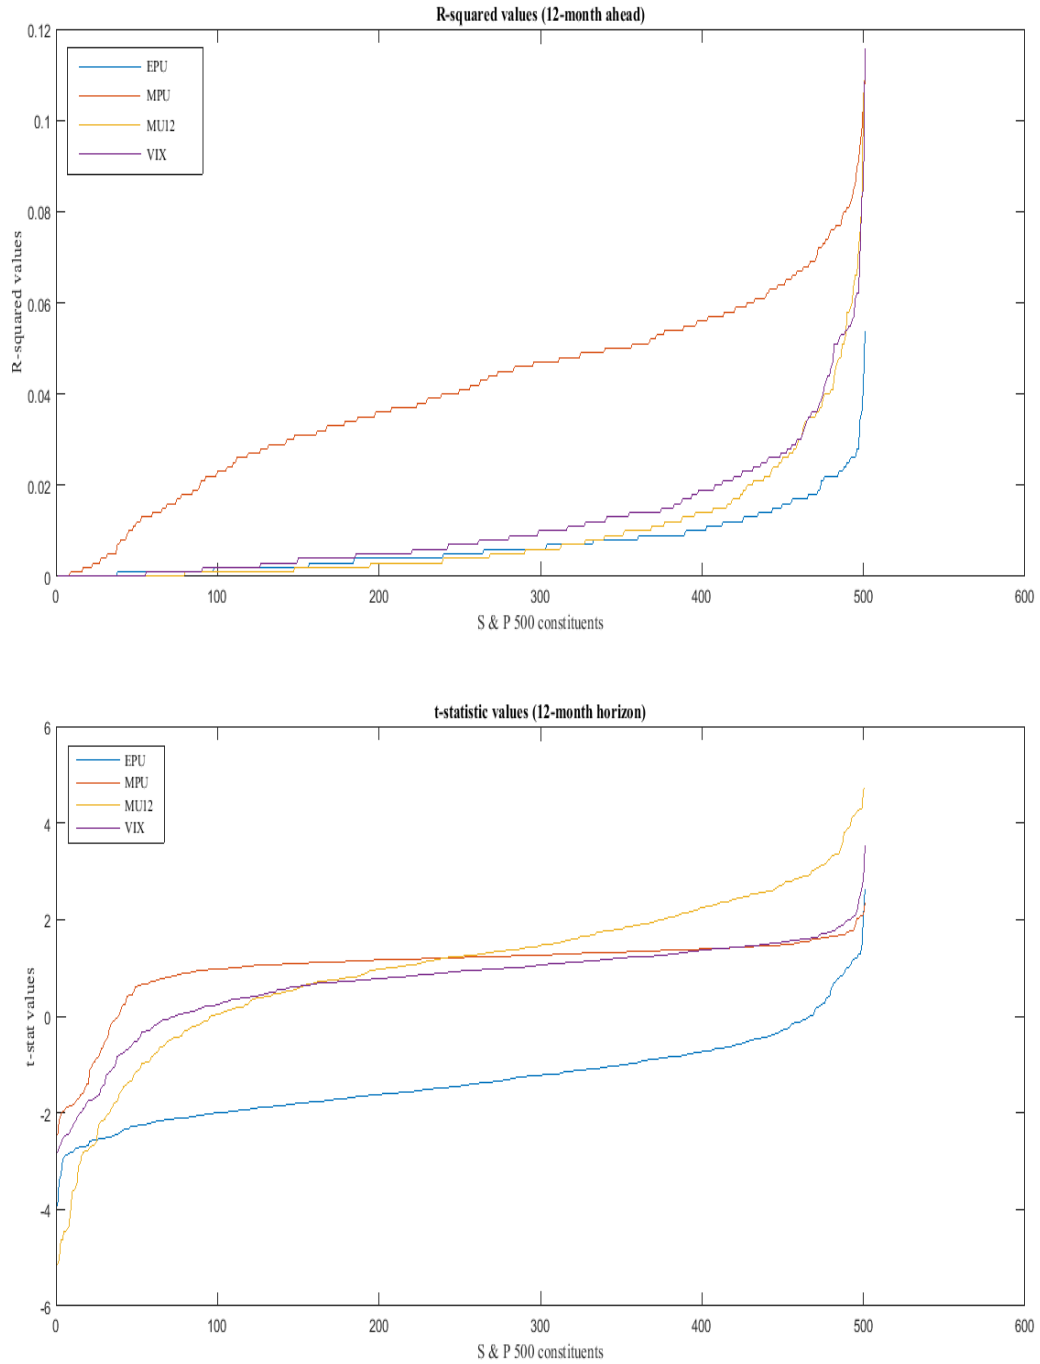 R-squared values (12-month ahead)
0.12
0.1
0.08
0.06
0.04
0.02
0
R-squared values
EPU
MPU
MU12
VIX
0 100 200 300 400 500 600
S & P 500 constituents
t-statistic values (12-month horizon)
6
4
2
0
-2
-4
-6
t-stat values
EPU
MPU
MU12
VIX
0 100 200 300 400 500 600
S & P 500 constituents